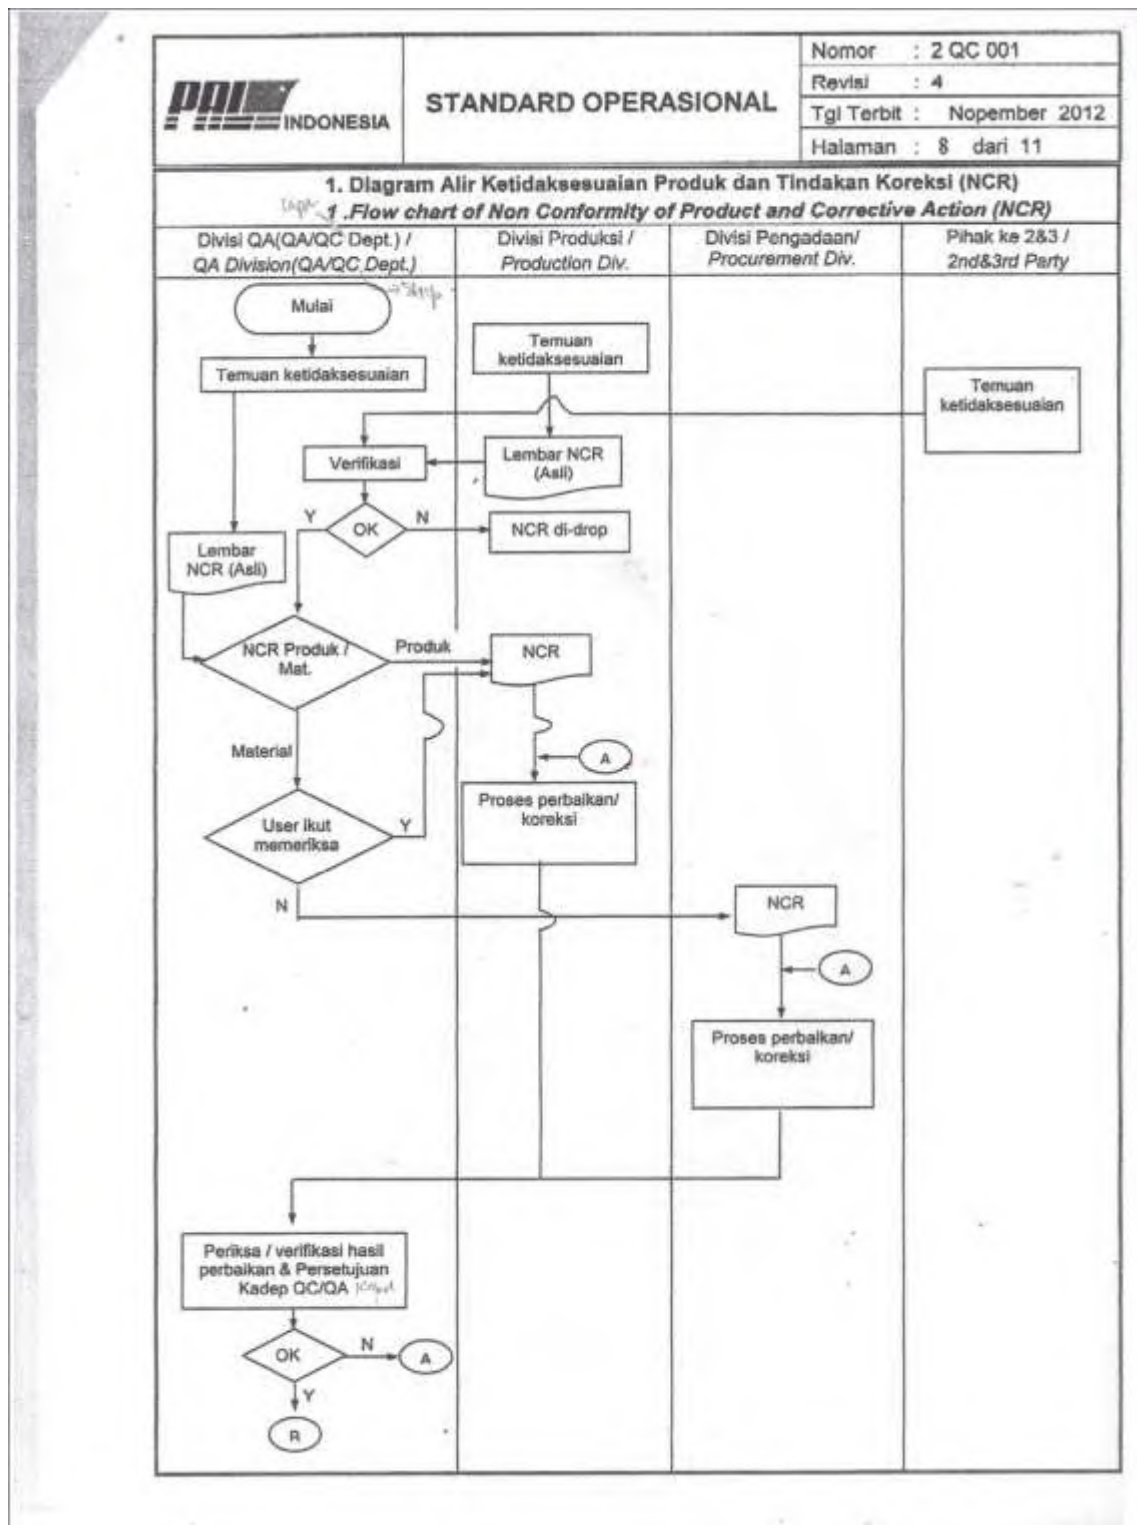 PAL
INDONESIA
STANDARD OPERASIONAL
Nomor : 2 QC 001
Revisi : 4
Tgl Terbit : Nopember 2012
Halaman : 8 dari 11
1. Diagram Alir Ketidaksesuaian Produk dan Tindakan Koreksi (NCR)
1 .Flow chart of Non Conformity of Product and Corrective Action (NCR)
Divisi QA(QA/QC Dept.) /
QA Division(QA/QC Dept.)
Divisi Produksi /
Production Div.
Divisi Pengadaan/
Procurement Div.
Pihak ke 2&3 /
2nd&3rd Party
Mulai
Temuan ketidaksesuaian
Temuan
ketidaksesuaian
Temuan
ketidaksesuaian
Verifikasi
Lembar NCR
(Asli)
Y
OK
N
NCR di-drop
Lembar
NCR (Asli)
NCR Produk /
Mat.
Produk
NCR
Material
A
Proses perbaikan/
koreksi
User ikut
memeriksa
Y
N
NCR
A
Proses perbaikan/
koreksi
Periksa / verifikasi hasil
perbaikan & Persetujuan
Kadep QC/QA
OK
N
A
Y
R